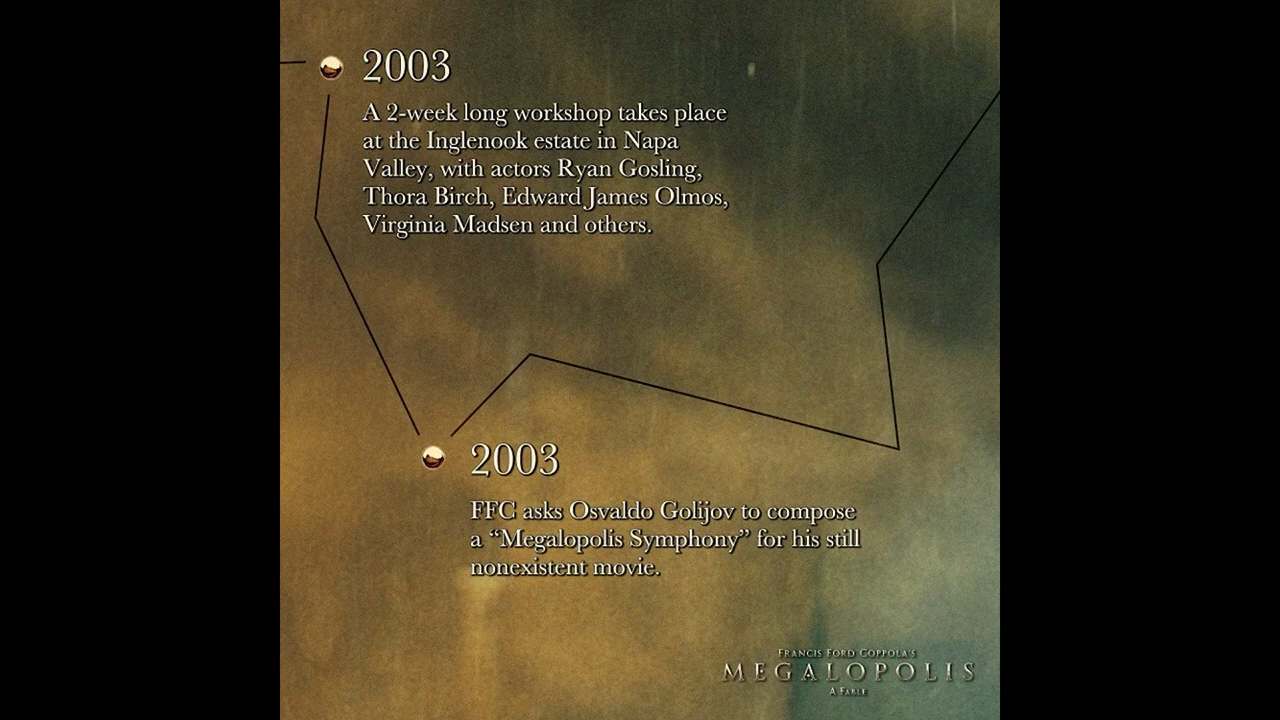 2003
A 2-week long workshop takes place
at the Inglenook estate in Napa
Valley, with actors Ryan Gosling,
Thora Birch, Edward James Olmos,
Virginia Madsen and others.
2003
FFC asks Osvaldo Golijov to compose
a “Megalopolis Symphony” for his still
nonexistent movie.
Francis Ford Coppola's
MEGALOPOLIS
A Fable